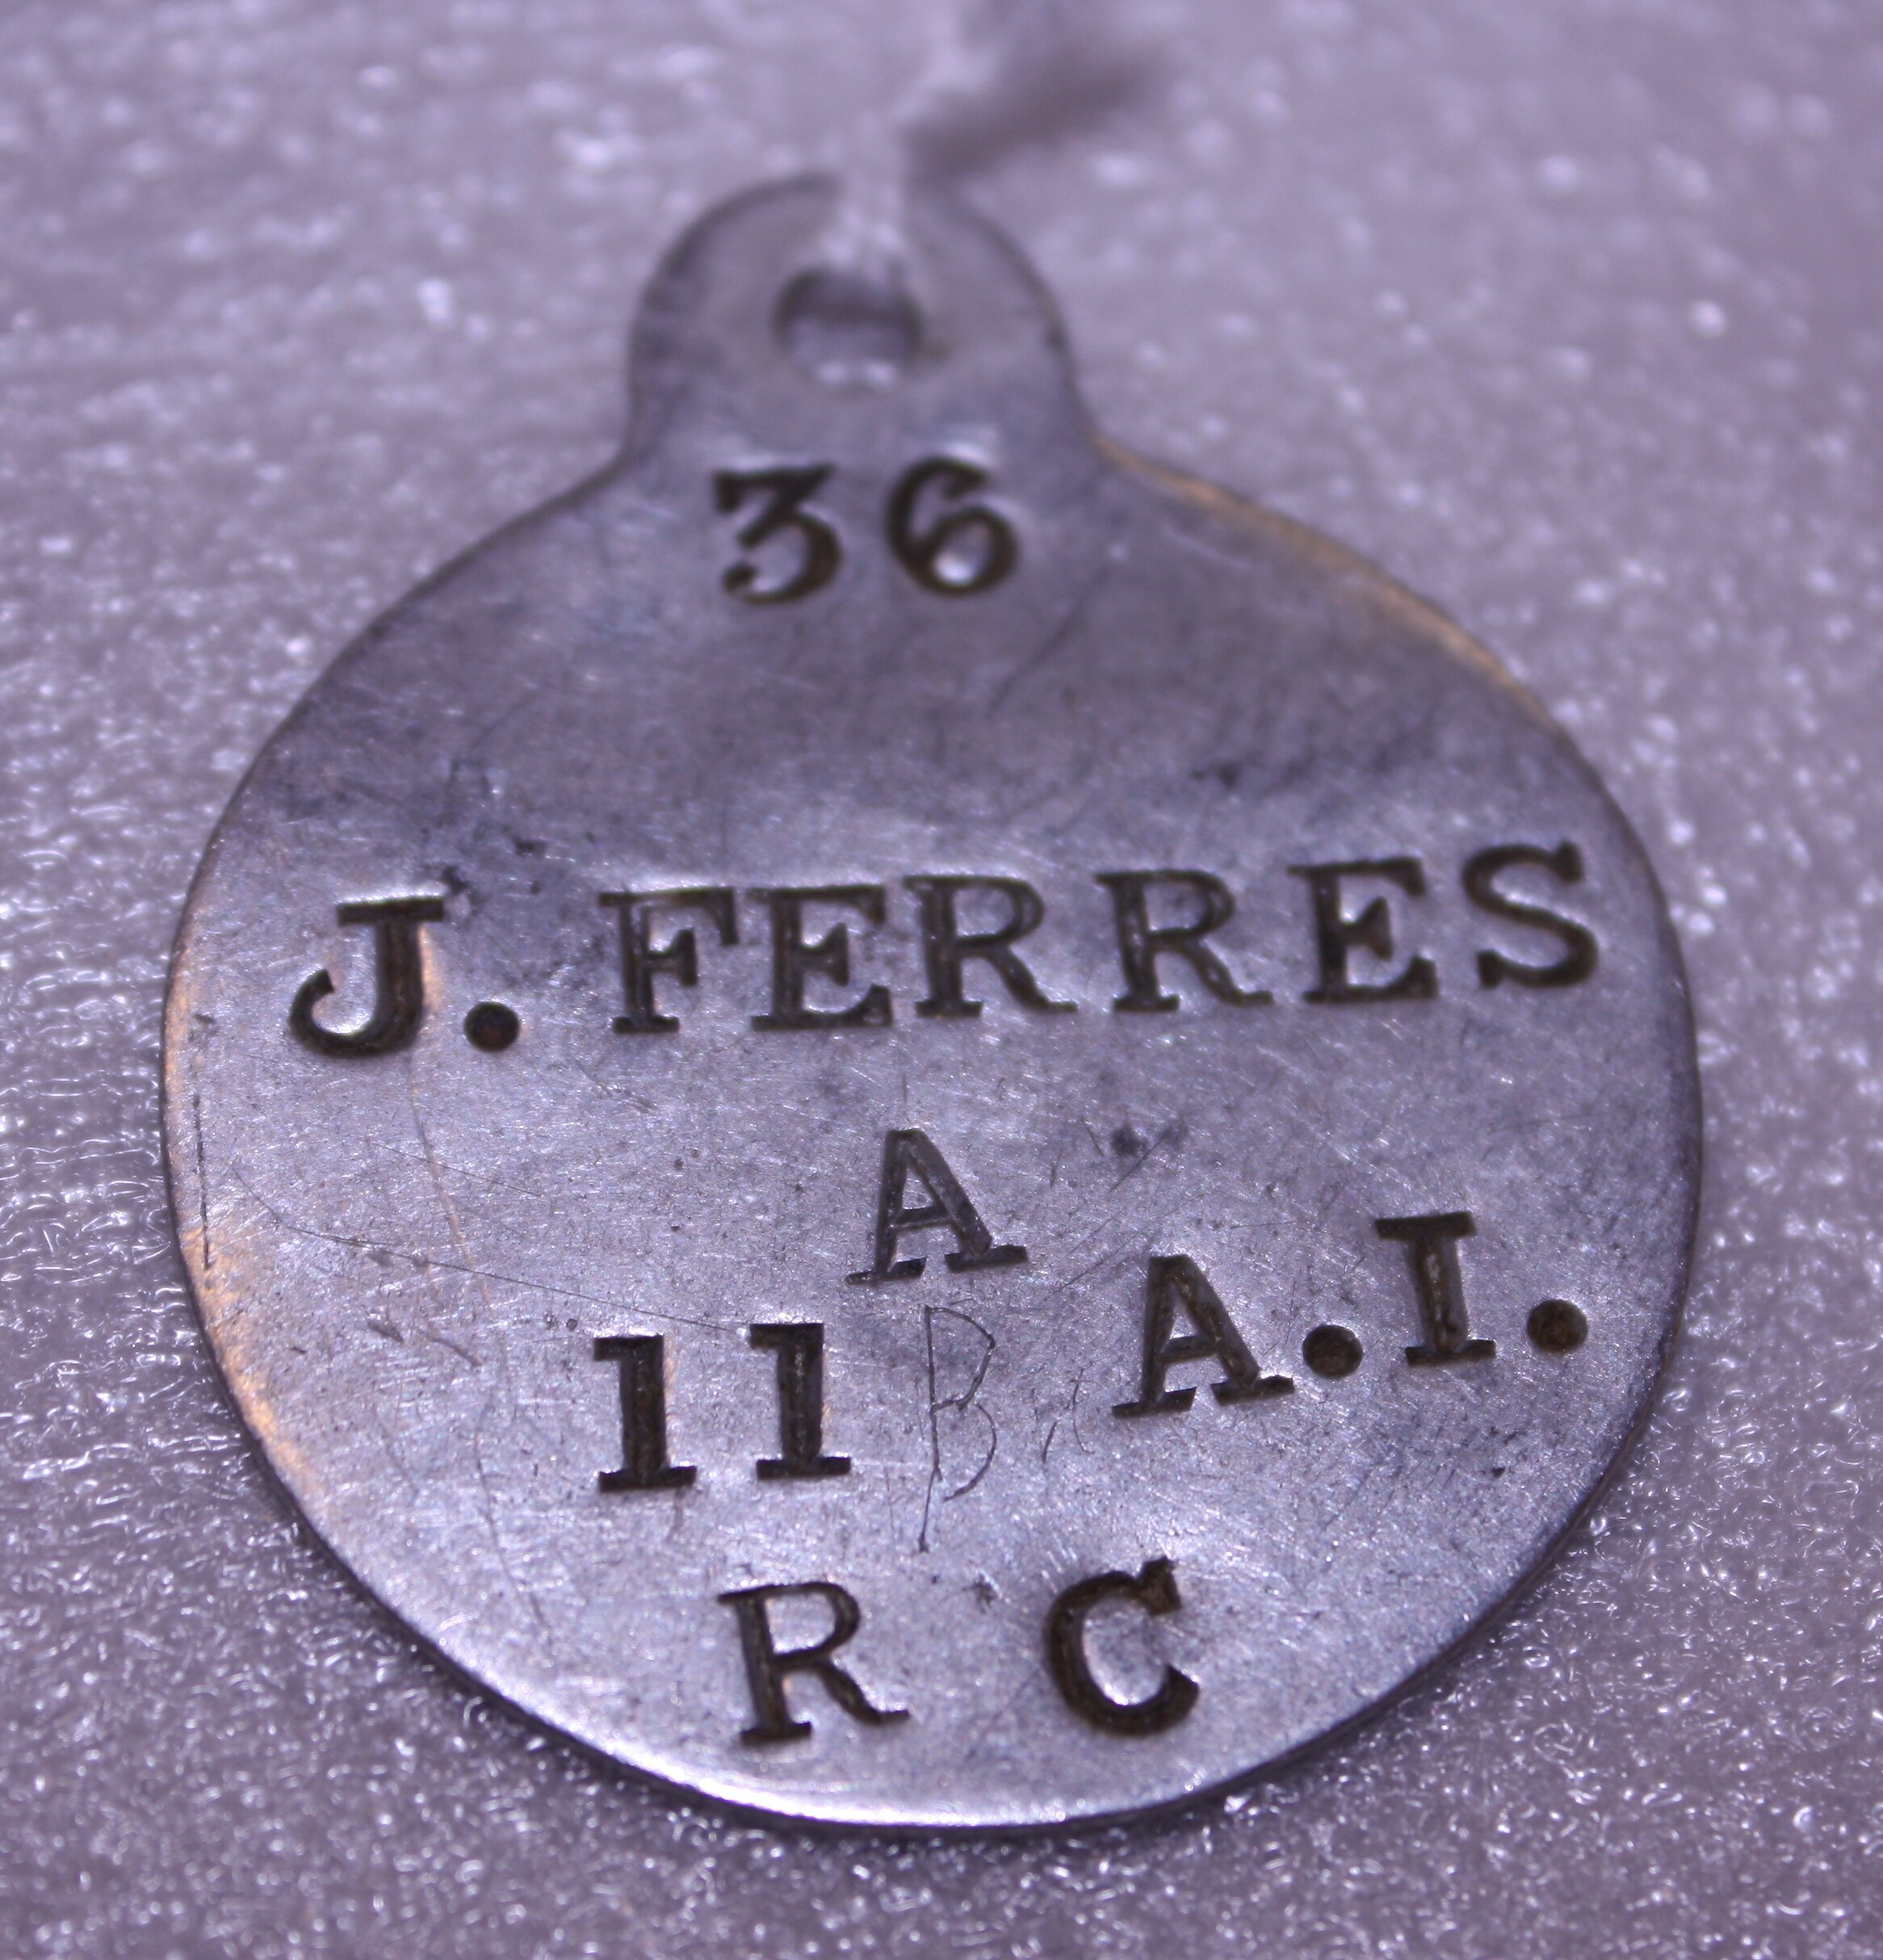 36
J. FERRES
A
11 B A.I.
R C